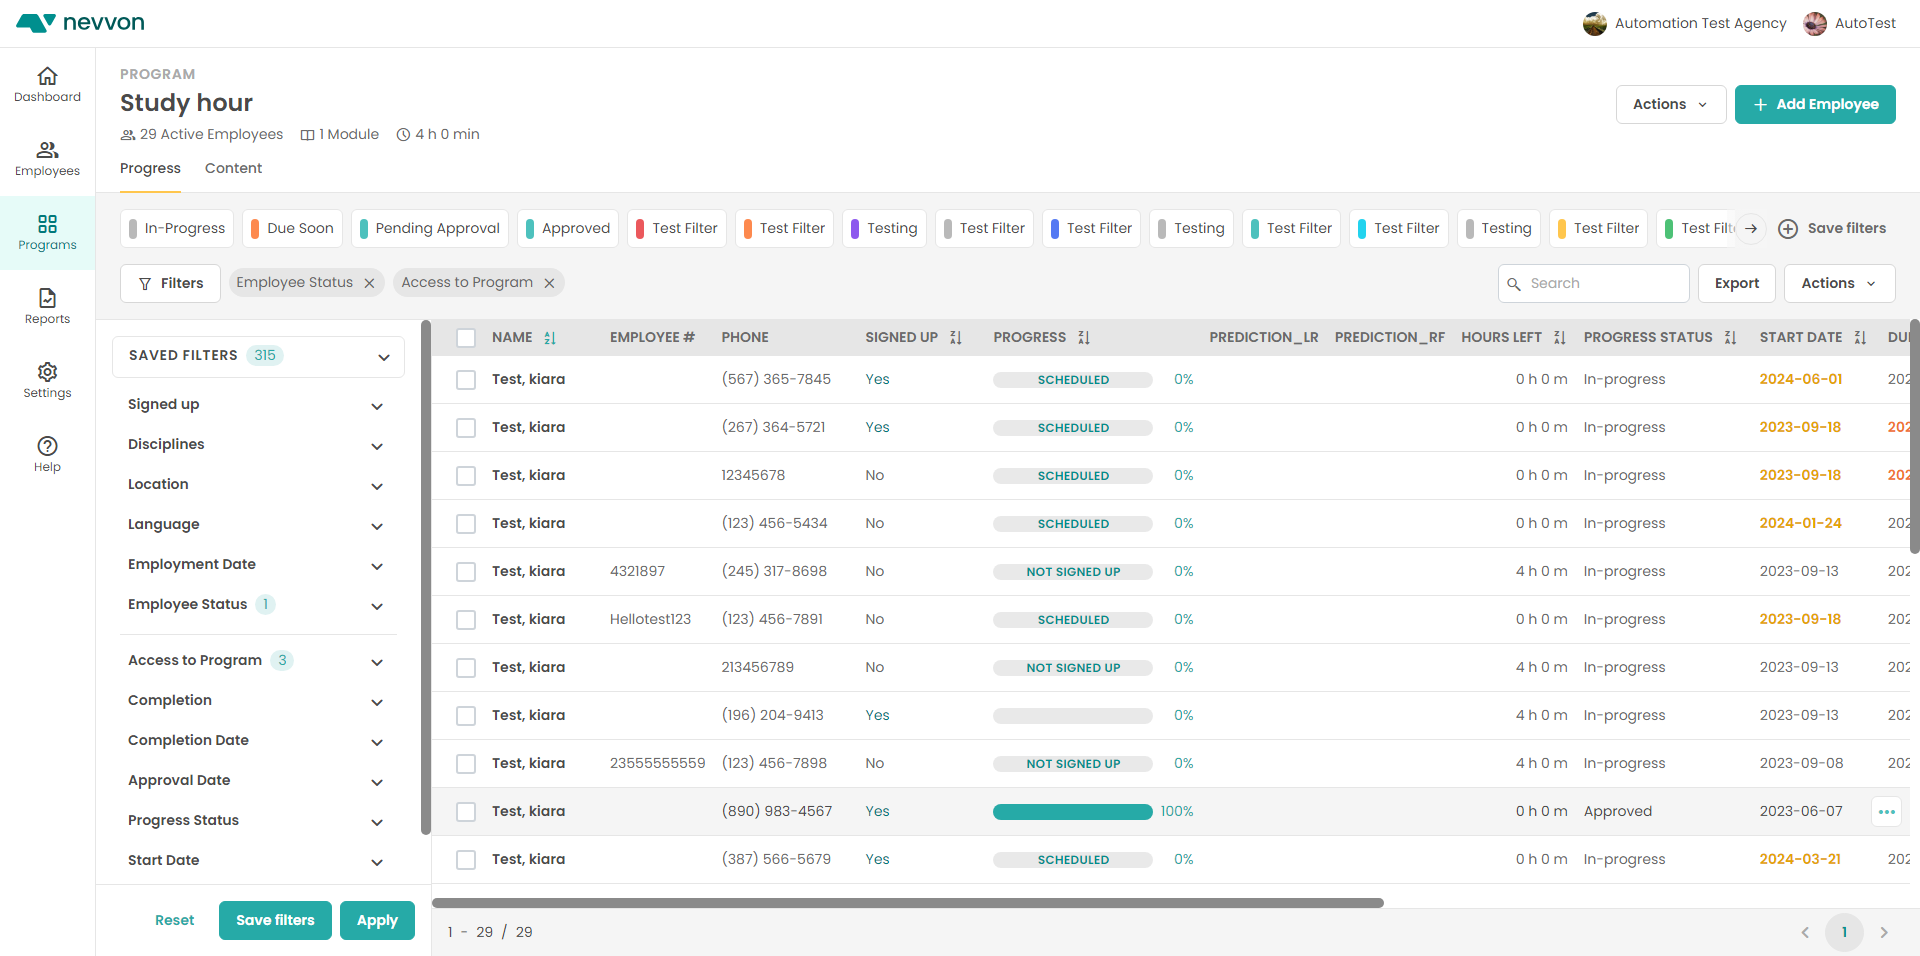 nevvon
Automation Test Agency
AutoTest
Dashboard
Employees
Programs
Reports
Settings
Help
PROGRAM
Study hour
29 Active Employees 1 Module 4 h 0 min
Actions
Add Employee
Progress Content
In-Progress Due Soon Pending Approval Approved Test Filter Test Filter Testing Test Filter Test Filter Testing Test Filter Test Filter Testing Test Filter Test Save filters
Filters Employee Status Access to Program Search Export Actions
SAVED FILTERS 315
Signed up
Disciplines
Location
Language
Employment Date
Employee Status 1
Access to Program 3
Completion
Completion Date
Approval Date
Progress Status
Start Date
Reset Save filters Apply
NAME EMPLOYEE # PHONE SIGNED UP PROGRESS PREDICTION_LR PREDICTION_RF HOURS LEFT PROGRESS STATUS START DATE
Test, kiara (567) 365-7845 Yes SCHEDULED 0% 0 h 0 m In-progress 2024-06-01 202
Test, kiara (267) 364-5721 Yes SCHEDULED 0% 0 h 0 m In-progress 2023-09-18 202
Test, kiara 12345678 No SCHEDULED 0% 0 h 0 m In-progress 2023-09-18 202
Test, kiara (123) 456-5434 No SCHEDULED 0% 0 h 0 m In-progress 2024-01-24 202
Test, kiara 4321897 (245) 317-8698 No NOT SIGNED UP 0% 4 h 0 m In-progress 2023-09-13 202
Test, kiara Hellotest123 (123) 456-7891 No SCHEDULED 0% 0 h 0 m In-progress 2023-09-18 202
Test, kiara 213456789 No NOT SIGNED UP 0% 4 h 0 m In-progress 2023-09-13 202
Test, kiara (196) 204-9413 Yes 0% 4 h 0 m In-progress 2023-09-13 202
Test, kiara 23555555559 (123) 456-7898 No NOT SIGNED UP 0% 4 h 0 m In-progress 2023-09-08 202
Test, kiara (890) 983-4567 Yes 100% 0 h 0 m Approved 2023-06-07
Test, kiara (387) 566-5679 Yes SCHEDULED 0% 0 h 0 m In-progress 2024-03-21 202
1 - 29 / 29
1